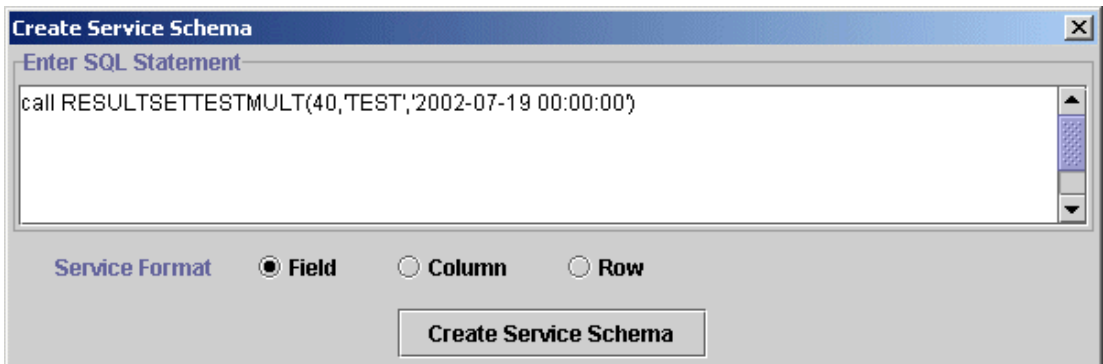 Create Service Schema
Enter SQL Statement
call RESULTSETTESTMULT(40,'TEST','2002-07-19 00:00:00')
Service Format Field Column Row
Create Service Schema